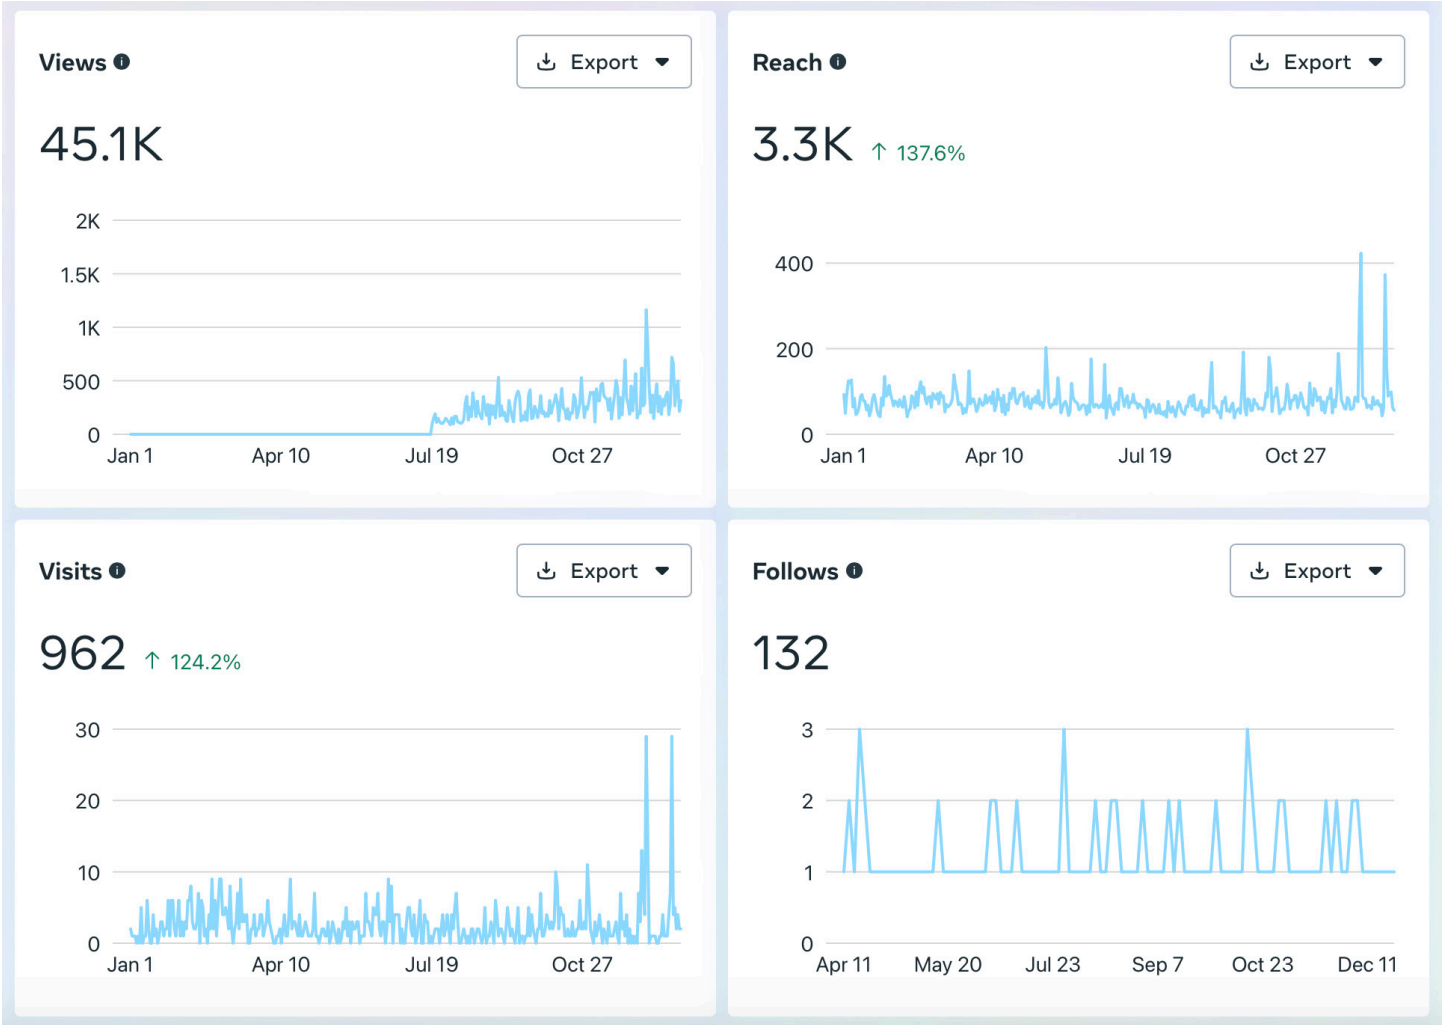 Views
Export
45.1K
2K
1.5K
1K
500
0
Jan 1 Apr 10 Jul 19 Oct 27
Reach
Export
3.3K ↑ 137.6%
400
200
0
Jan 1 Apr 10 Jul 19 Oct 27
Visits
Export
962 ↑ 124.2%
30
20
10
0
Jan 1 Apr 10 Jul 19 Oct 27
Follows
Export
132
3
2
1
0
Apr 11 May 20 Jul 23 Sep 7 Oct 23 Dec 11